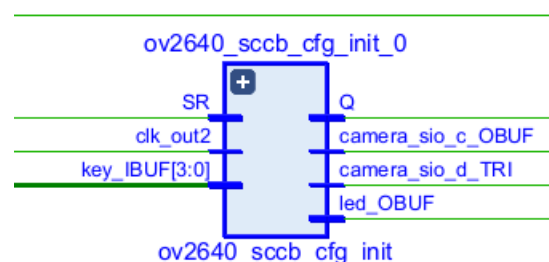 ov2640_sccb_cfg_init_0
+
SR
Q
clk_out2
camera_sio_c_OBUF
key_IBUF[3:0]
camera_sio_d_TRI
led_OBUF
ov2640_sccb_cfg_init